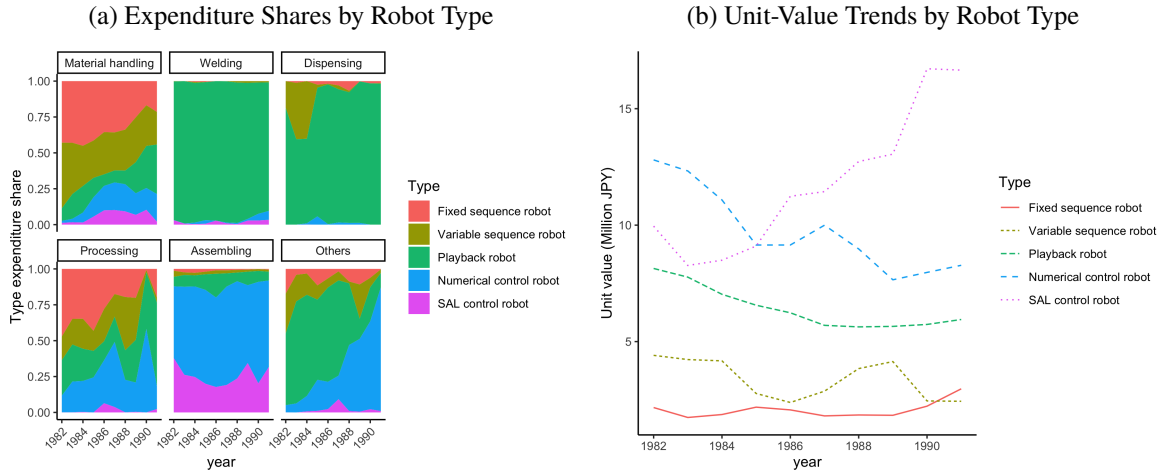 (a) Expenditure Shares by Robot Type
Material handling Welding Dispensing
1.00
0.75
0.50
0.25
0.00
Processing Assembling Others
1.00
0.75
0.50
0.25
0.00
Type expenditure share
1982 1984 1986 1988 1990 1982 1984 1986 1988 1990 1982 1984 1986 1988 1990
year
Type
Fixed sequence robot
Variable sequence robot
Playback robot
Numerical control robot
SAL control robot
(b) Unit-Value Trends by Robot Type
15
10
5
Unit value (Million JPY)
1982 1984 1986 1988 1990
year
Type
Fixed sequence robot
Variable sequence robot
Playback robot
Numerical control robot
SAL control robot